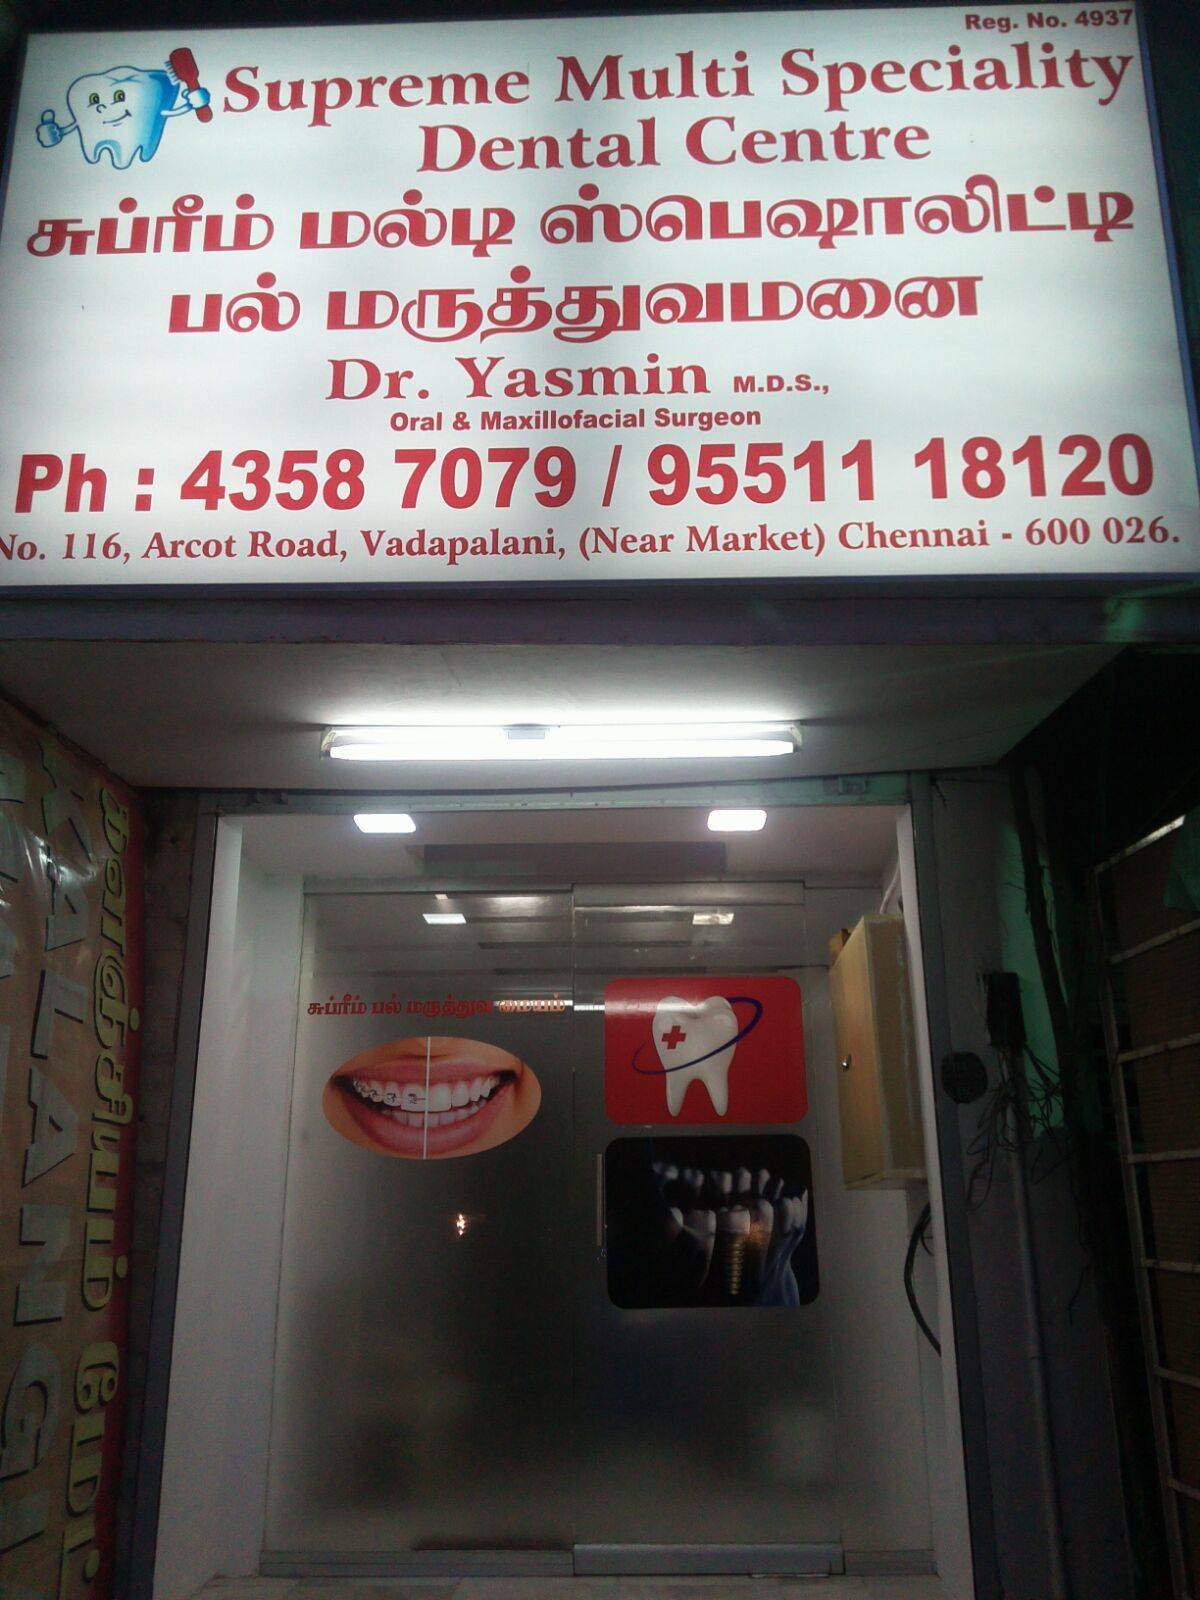 Reg. No. 4937
Supreme Multi Speciality
Dental Centre
சுப்ரீம் மல்டி ஸ்பெஷாலிட்டி
பல் மருத்துவமனை
Dr. Yasmin M.D.S.,
Oral & Maxillofacial Surgeon
Ph : 4358 7079 / 95511 18120
No. 116, Arcot Road, Vadapalani, (Near Market) Chennai - 600 026.
சுப்ரீம் பல் மருத்துவ மையம்
KALANGI